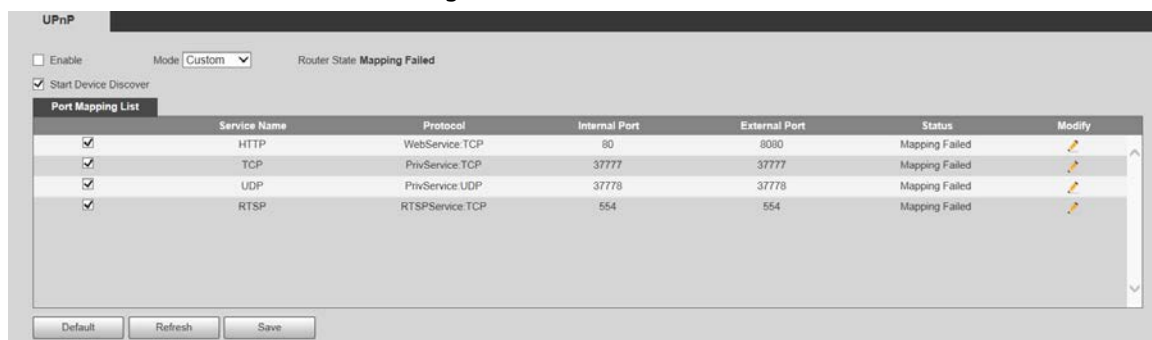 UPnP
Enable Mode Custom Router State Mapping Failed
Start Device Discover
Port Mapping List
Service Name Protocol Internal Port External Port Status Modify
HTTP WebService:TCP 80 8080 Mapping Failed
TCP PrivService:TCP 37777 37777 Mapping Failed
UDP PrivService:UDP 37778 37778 Mapping Failed
RTSP RTSPService:TCP 554 554 Mapping Failed
Default Refresh Save